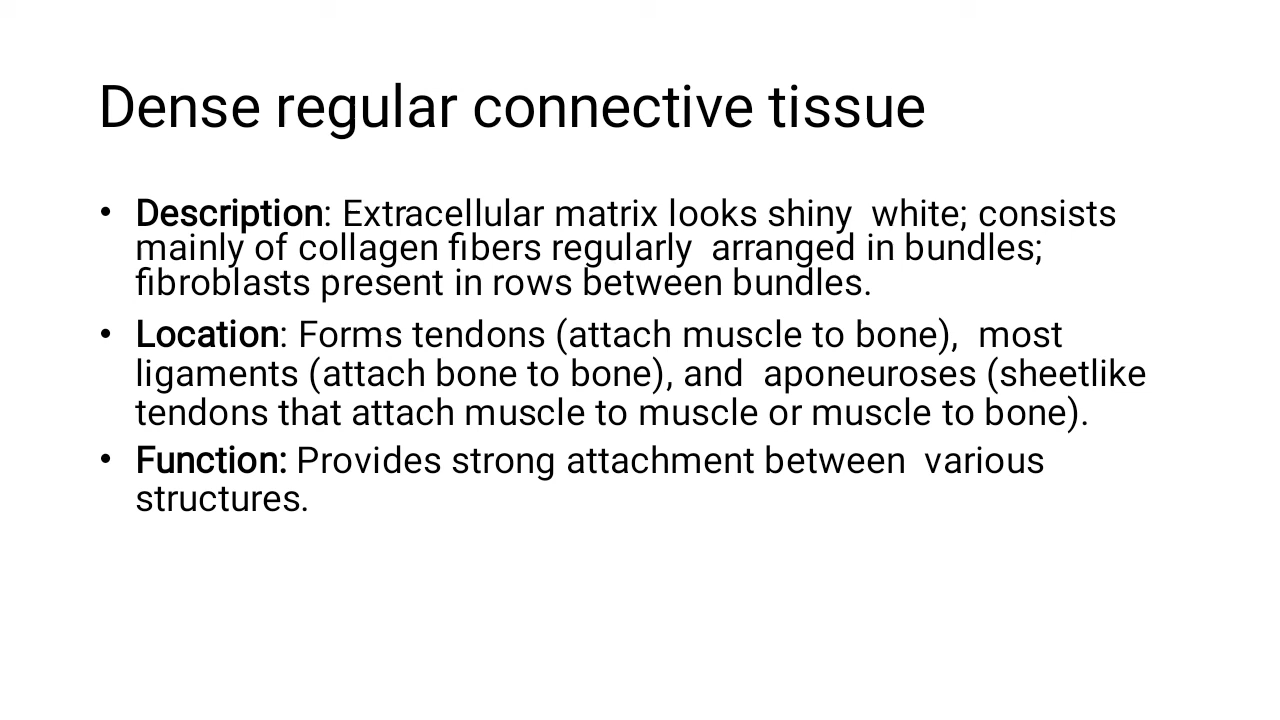 Dense regular connective tissue
• Description: Extracellular matrix looks shiny  white; consists
mainly of collagen fibers regularly  arranged in bundles;
fibroblasts present in rows between bundles.
• Location: Forms tendons (attach muscle to bone),  most
ligaments (attach bone to bone), and  aponeuroses (sheetlike
tendons that attach muscle to muscle or muscle to bone).
• Function: Provides strong attachment between  various
structures.